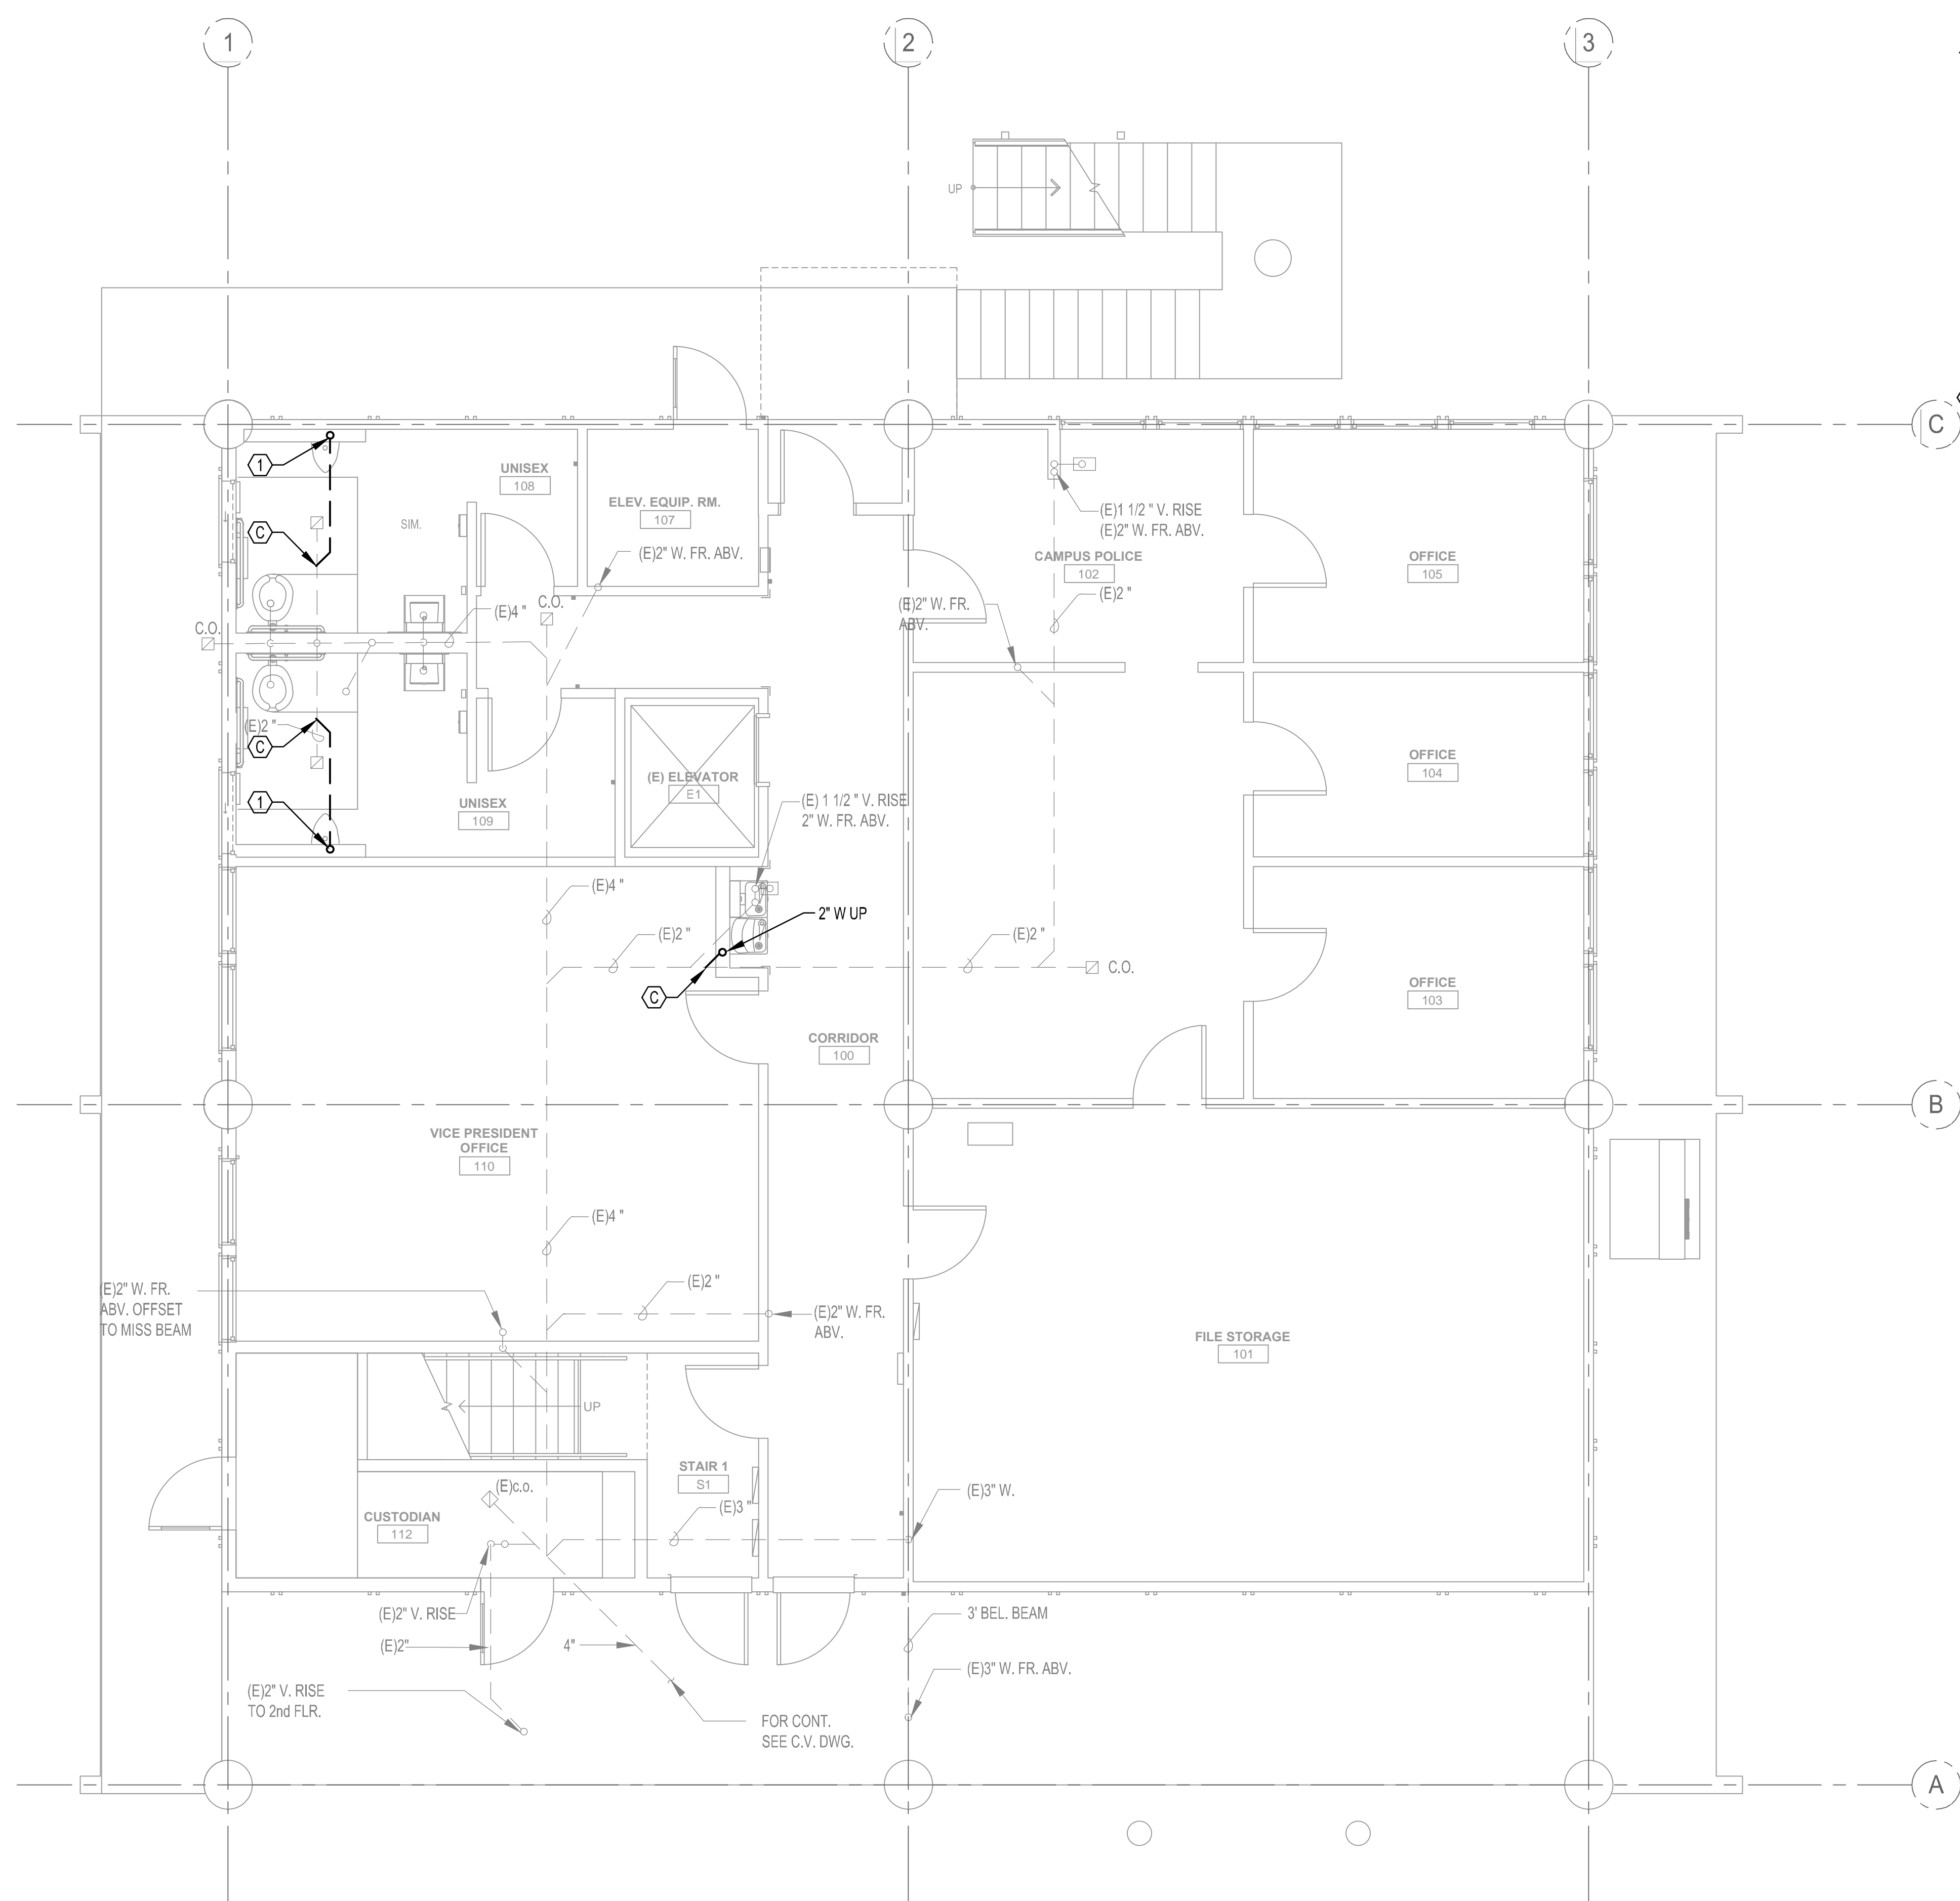 1
2
3
UP
C
1
UNISEX
108
ELEV. EQUIP. RM.
107
SIM.
C
(E)2" W. FR. ABV.
(E)1 1/2 " V. RISE
(E)2" W. FR. ABV.
CAMPUS POLICE
102
OFFICE
105
(E)2 "
(E)2" W. FR.
ABV.
C.O.
(E)4 "
C.O.
(E)2 "
C
OFFICE
104
(E) ELEVATOR
E1
1
UNISEX
109
(E) 1 1/2 " V. RISE
2" W. FR. ABV.
(E)4 "
2" W UP
(E)2 "
(E)2 "
C.O.
C
OFFICE
103
CORRIDOR
100
B
VICE PRESIDENT
OFFICE
110
(E)4 "
(E)2 "
(E)2" W. FR.
ABV. OFFSET
TO MISS BEAM
(E)2" W. FR.
ABV.
FILE STORAGE
101
UP
STAIR 1
S1
(E)c.o.
(E)3 "
(E)3" W.
CUSTODIAN
112
(E)2" V. RISE
3' BEL. BEAM
(E)2"
4"
(E)3" W. FR. ABV.
(E)2" V. RISE
TO 2nd FLR.
FOR CONT.
SEE C.V. DWG.
A